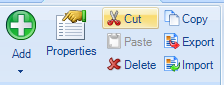 Cut Copy
Paste Export
Add Properties
Delete Import